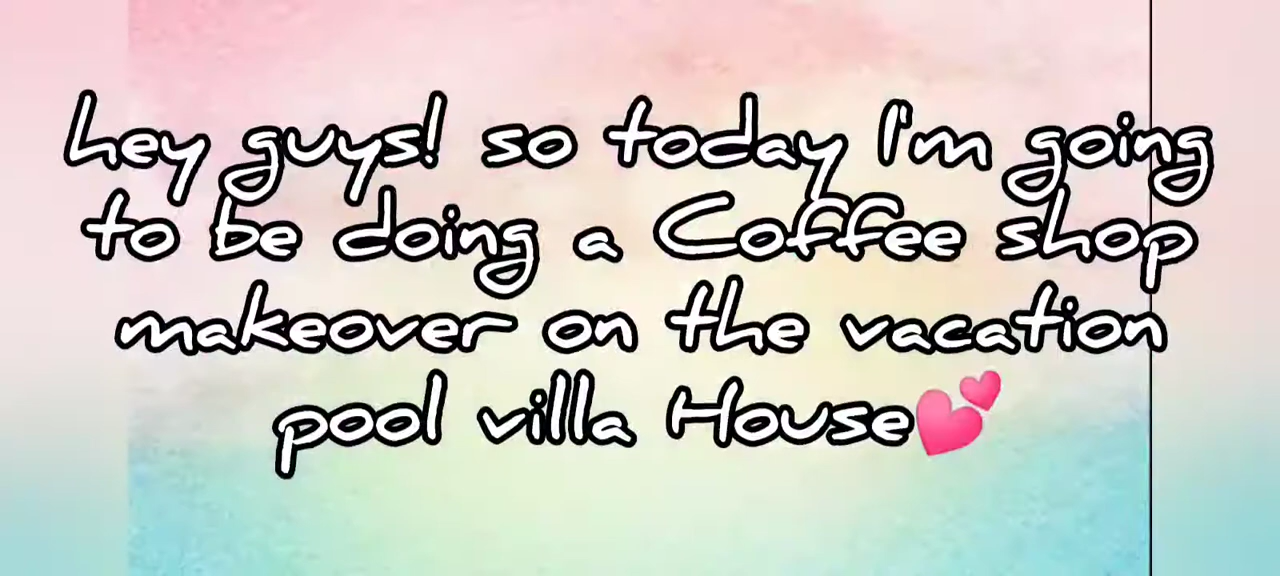 hey guys! so today I'm going
to be doing a Coffee shop
makeover on the vacation
pool villa House💕